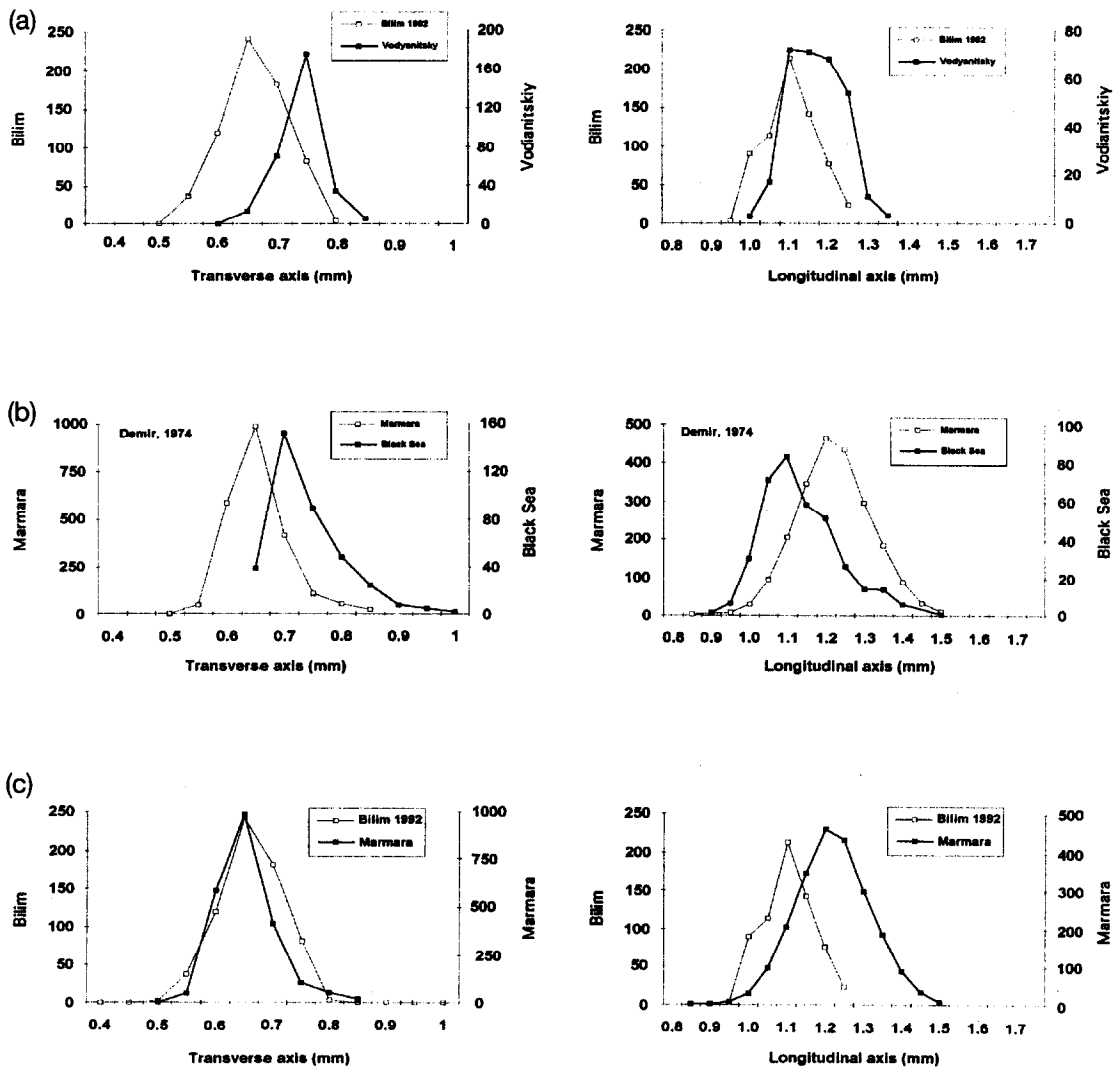 (a)
250
200
150
100
50
0
Bilim
Bilim 1992
Vodyanitsky
200
160
120
80
40
0
Vodianitskiy
0.4 0.5 0.6 0.7 0.8 0.9 1
Transverse axis (mm)
250
200
150
100
50
0
Bilim
Bilim 1992
Vodyanitsky
80
60
40
20
0
Vodianitskiy
0.8 0.9 1.0 1.1 1.2 1.3 1.4 1.5 1.6 1.7
Longitudinal axis (mm)
(b)
1000
750
500
250
0
Marmara
Demir, 1974
Marmara
Black Sea
160
120
80
40
0
Black Sea
0.4 0.5 0.6 0.7 0.8 0.9 1
Transverse axis (mm)
500
400
300
200
100
0
Marmara
Demir, 1974
Marmara
Black Sea
100
80
60
40
20
0
Black Sea
0.8 0.9 1.0 1.1 1.2 1.3 1.4 1.5 1.6 1.7
Longitudinal axis (mm)
(c)
250
200
150
100
50
0
Bilim
Bilim 1992
Marmara
1000
750
500
250
0
Marmara
0.4 0.5 0.6 0.7 0.8 0.9 1
Transverse axis (mm)
250
200
150
100
50
0
Bilim
Bilim 1992
Marmara
500
400
300
200
100
0
Marmara
0.8 0.9 1.0 1.1 1.2 1.3 1.4 1.5 1.6 1.7
Longitudinal axis (mm)